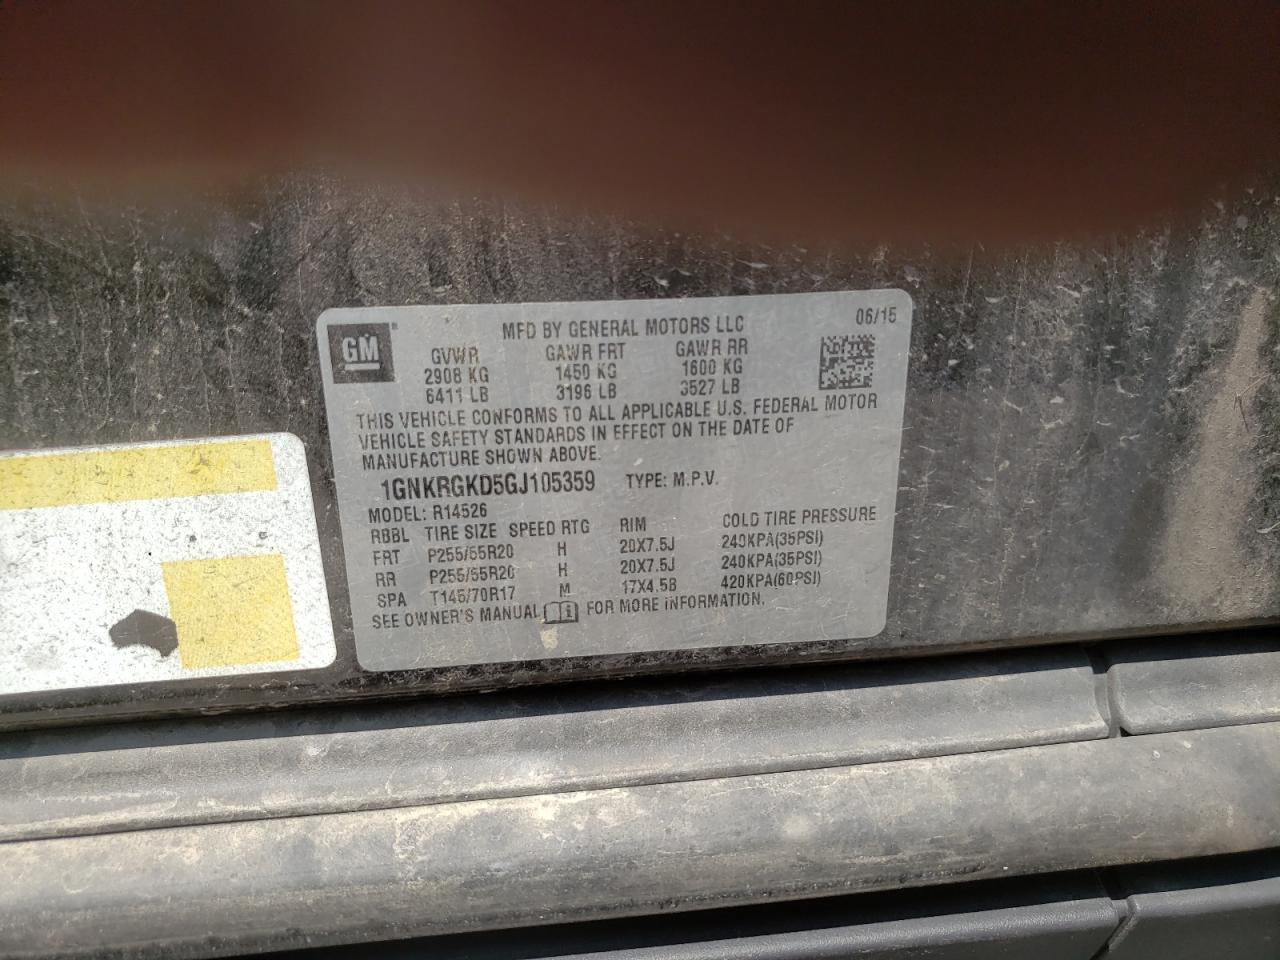 GM
MFD BY GENERAL MOTORS LLC 06/15
GVWR GAWR FRT GAWR RR
2908 KG 1450 KG 1600 KG
6411 LB 3196 LB 3527 LB
THIS VEHICLE CONFORMS TO ALL APPLICABLE U.S. FEDERAL MOTOR
VEHICLE SAFETY STANDARDS IN EFFECT ON THE DATE OF
MANUFACTURE SHOWN ABOVE.
1GNKRGKD5GJ105359 TYPE: M.P.V.
MODEL: R14526
RBBL TIRE SIZE SPEED RTG RIM COLD TIRE PRESSURE
FRT P255/55R20 H 20X7.5J 240KPA(35PSI)
RR P255/55R20 H 20X7.5J 240KPA(35PSI)
SPA T145/70R17 M 17X4.5B 420KPA(60PSI)
SEE OWNER'S MANUAL FOR MORE INFORMATION.